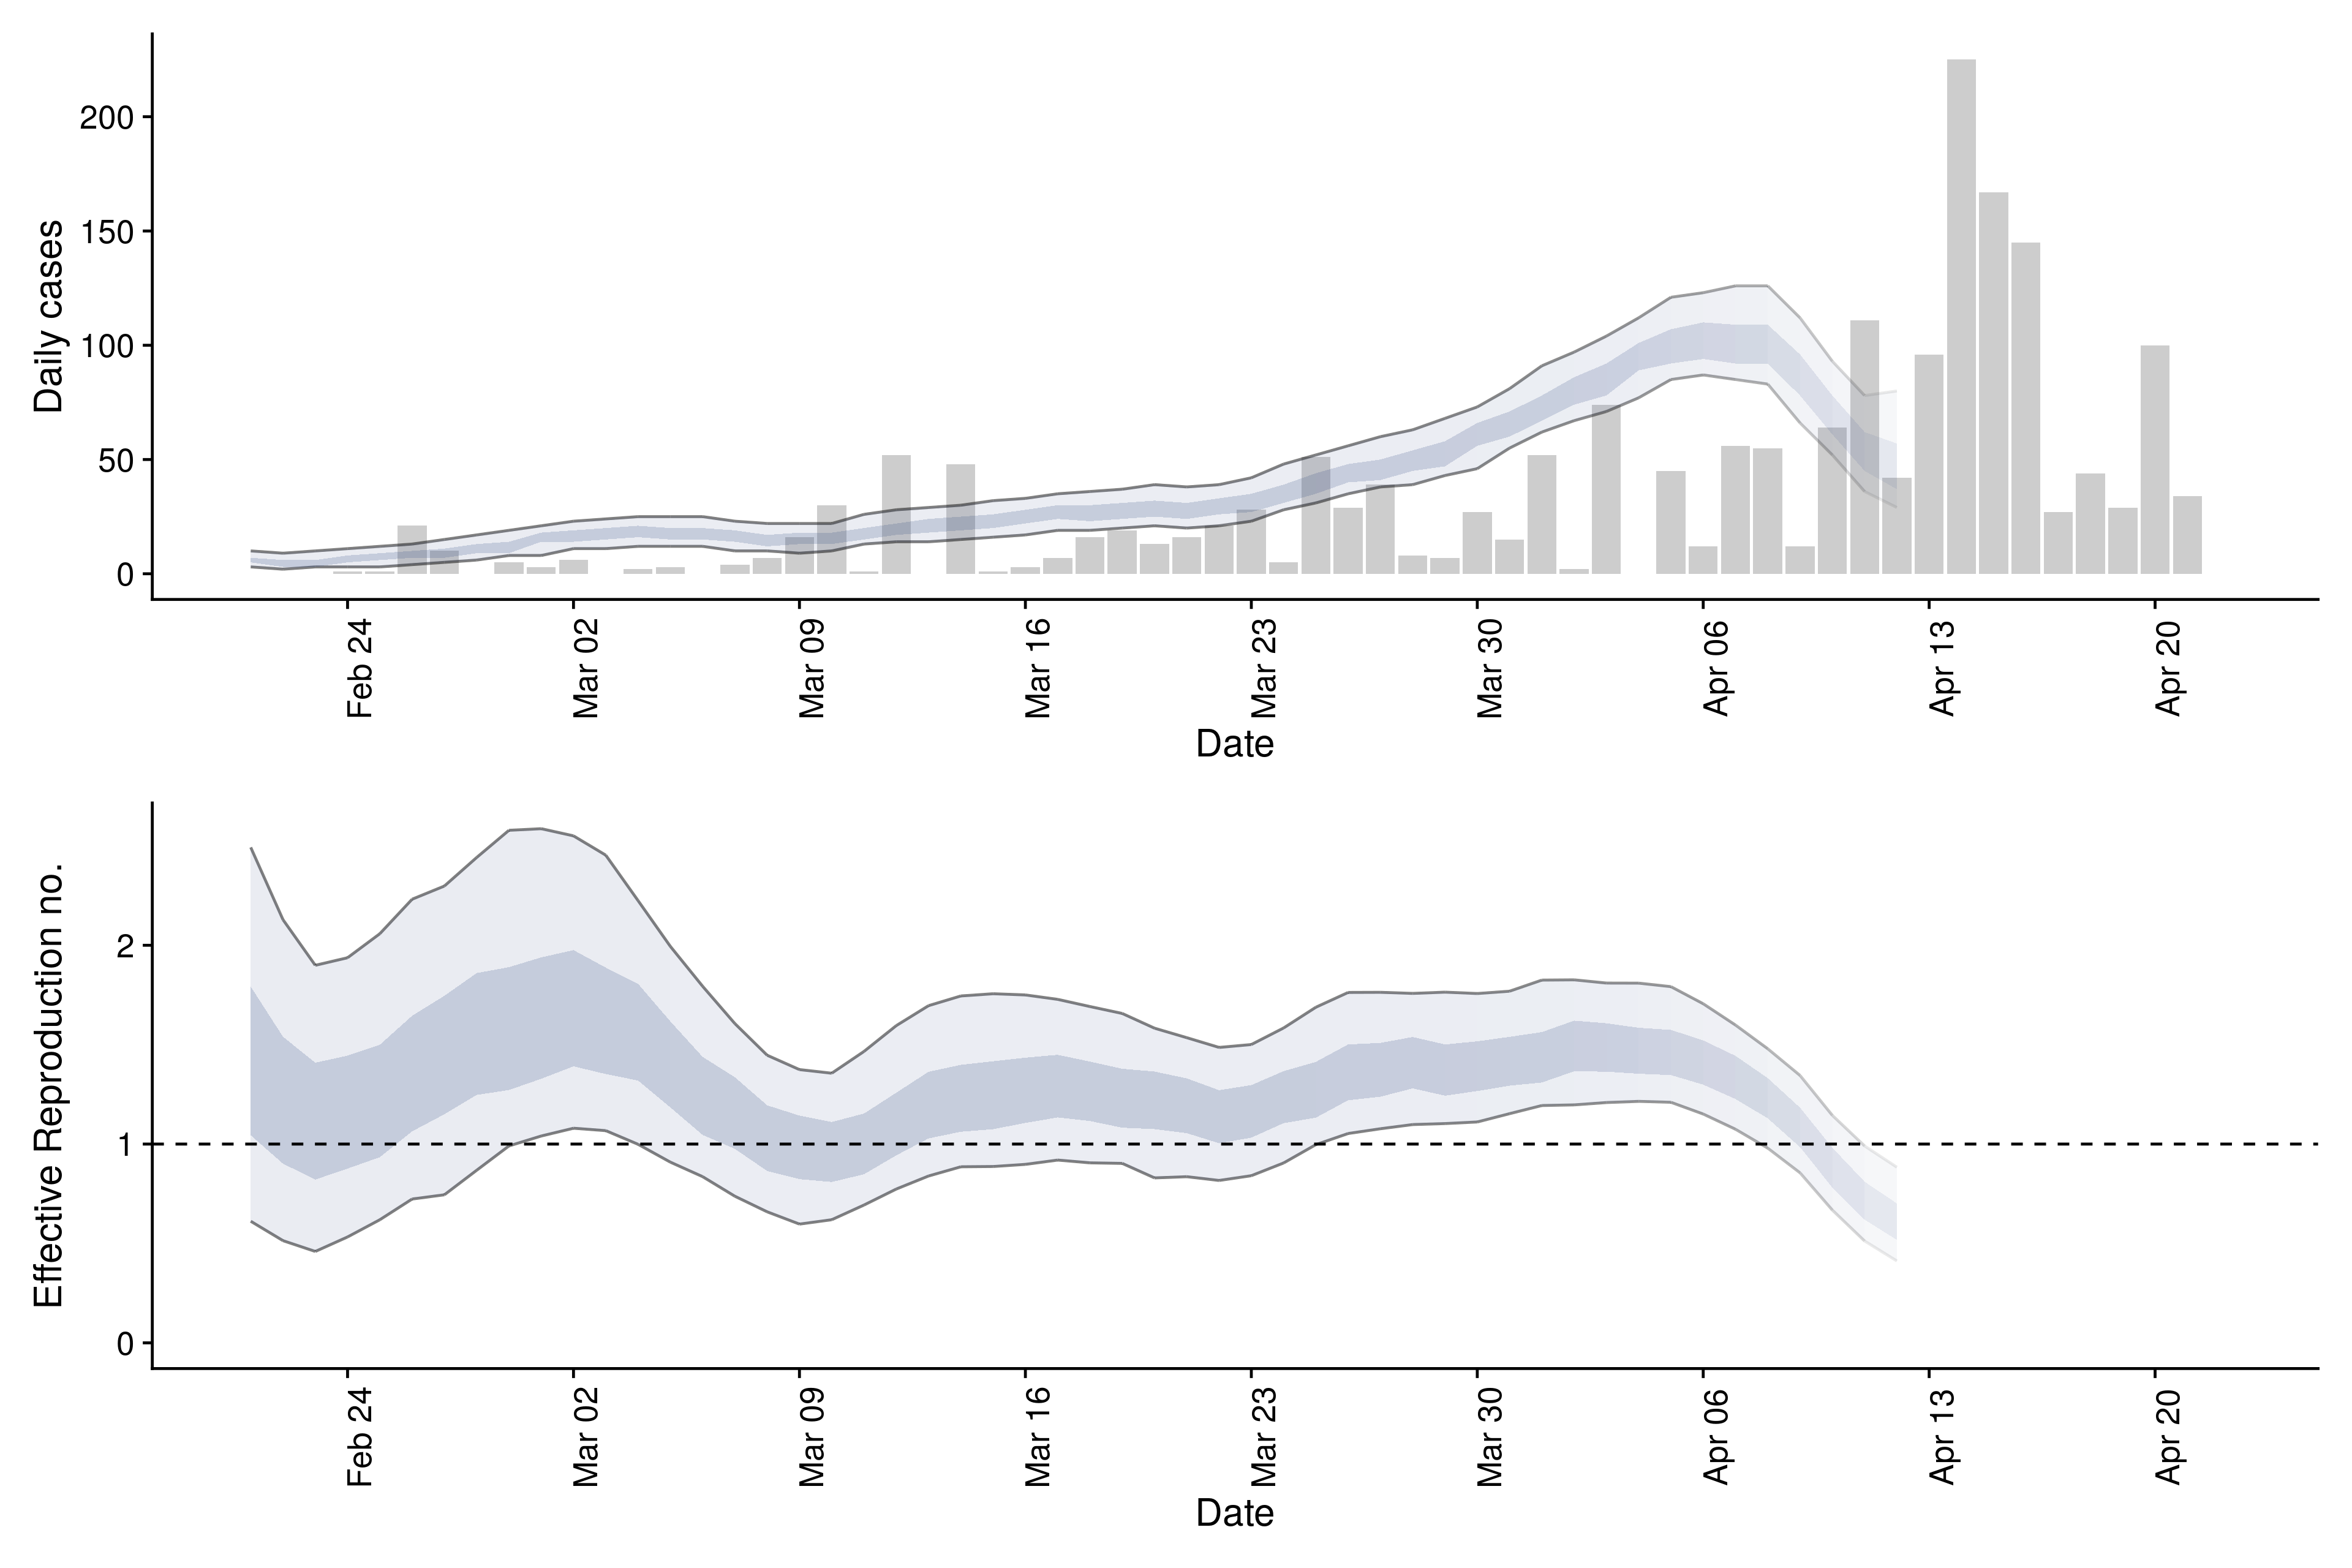 Daily cases
200
150
100
50
0
Feb 24
Mar 02
Mar 09
Mar 16
Mar 23
Mar 30
Apr 06
Apr 13
Apr 20
Date
Effective Reproduction no.
2
1
0
Feb 24
Mar 02
Mar 09
Mar 16
Mar 23
Mar 30
Apr 06
Apr 13
Apr 20
Date